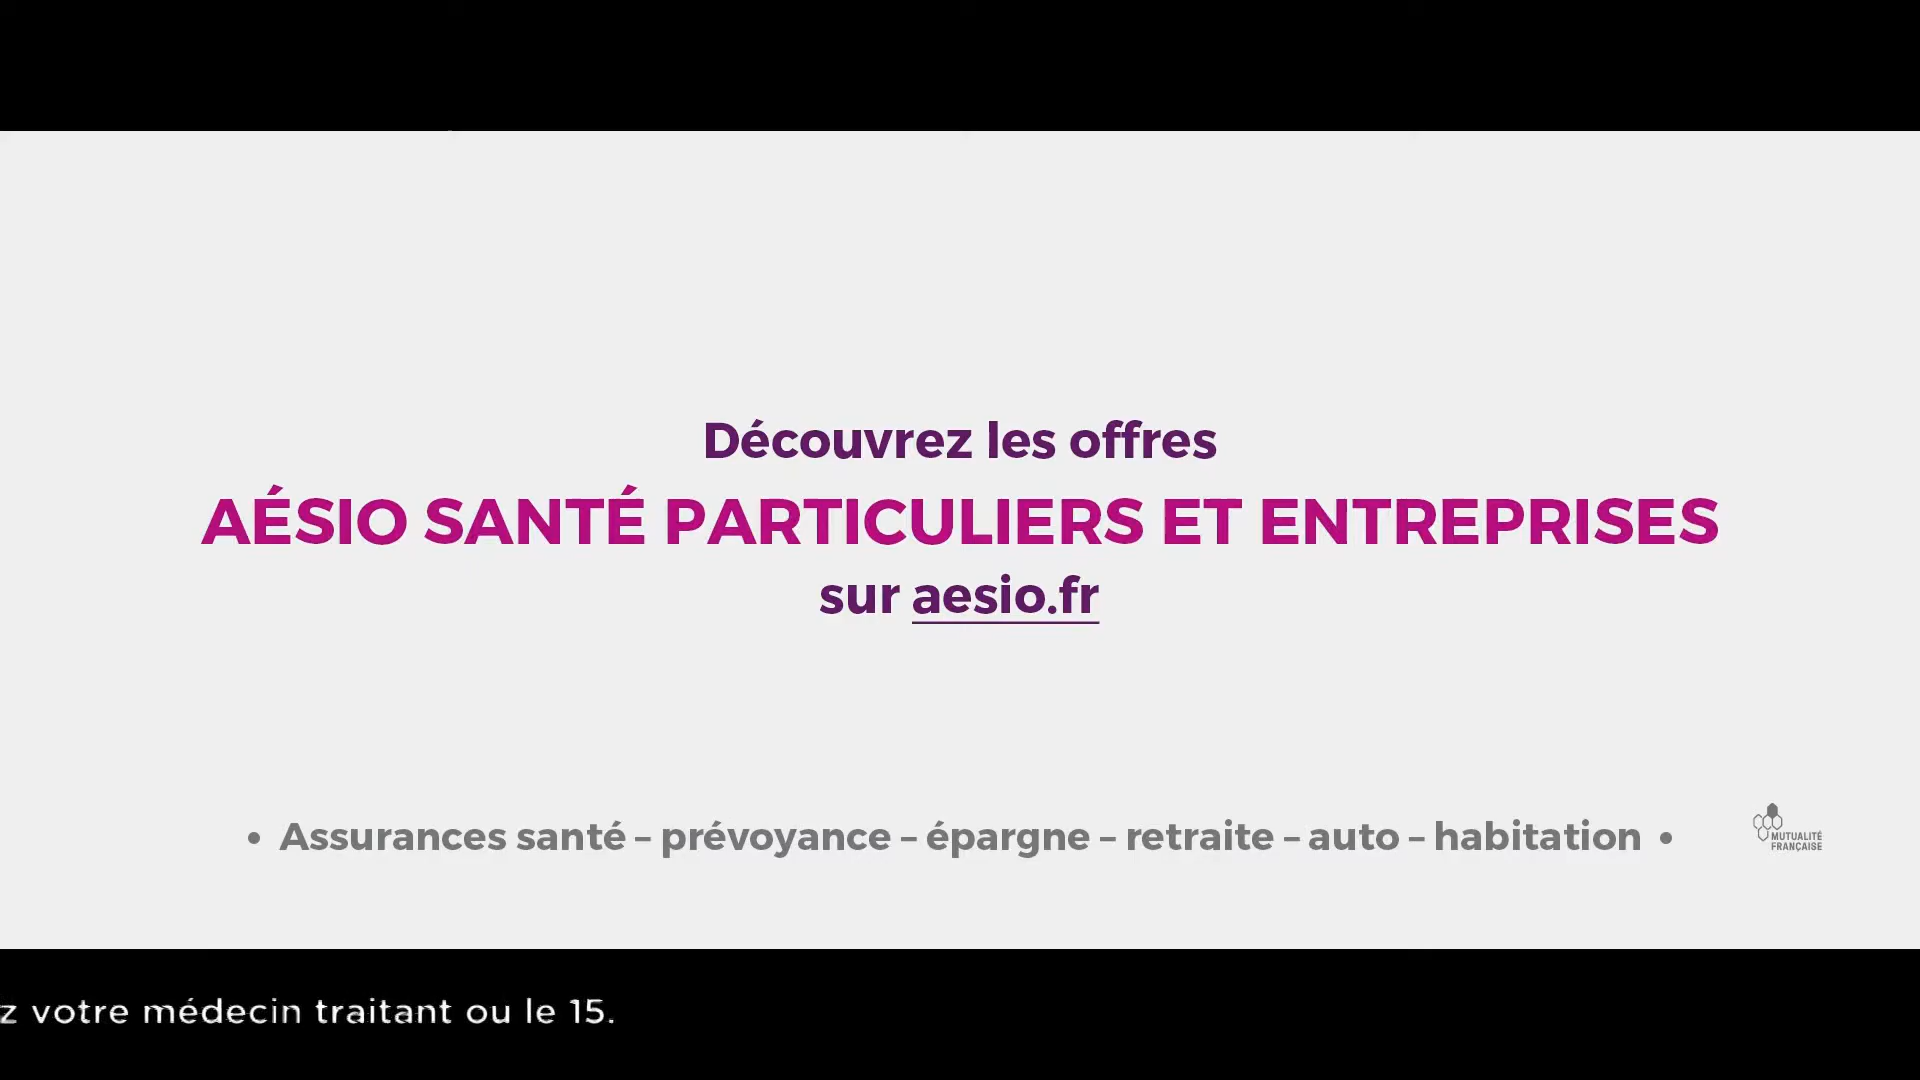 Découvrez les offres
AÉSIO SANTÉ PARTICULIERS ET ENTREPRISES
sur aesio.fr
• Assurances santé – prévoyance – épargne – retraite – auto – habitation •
MUTUALITÉ
FRANÇAISE
z votre médecin traitant ou le 15.